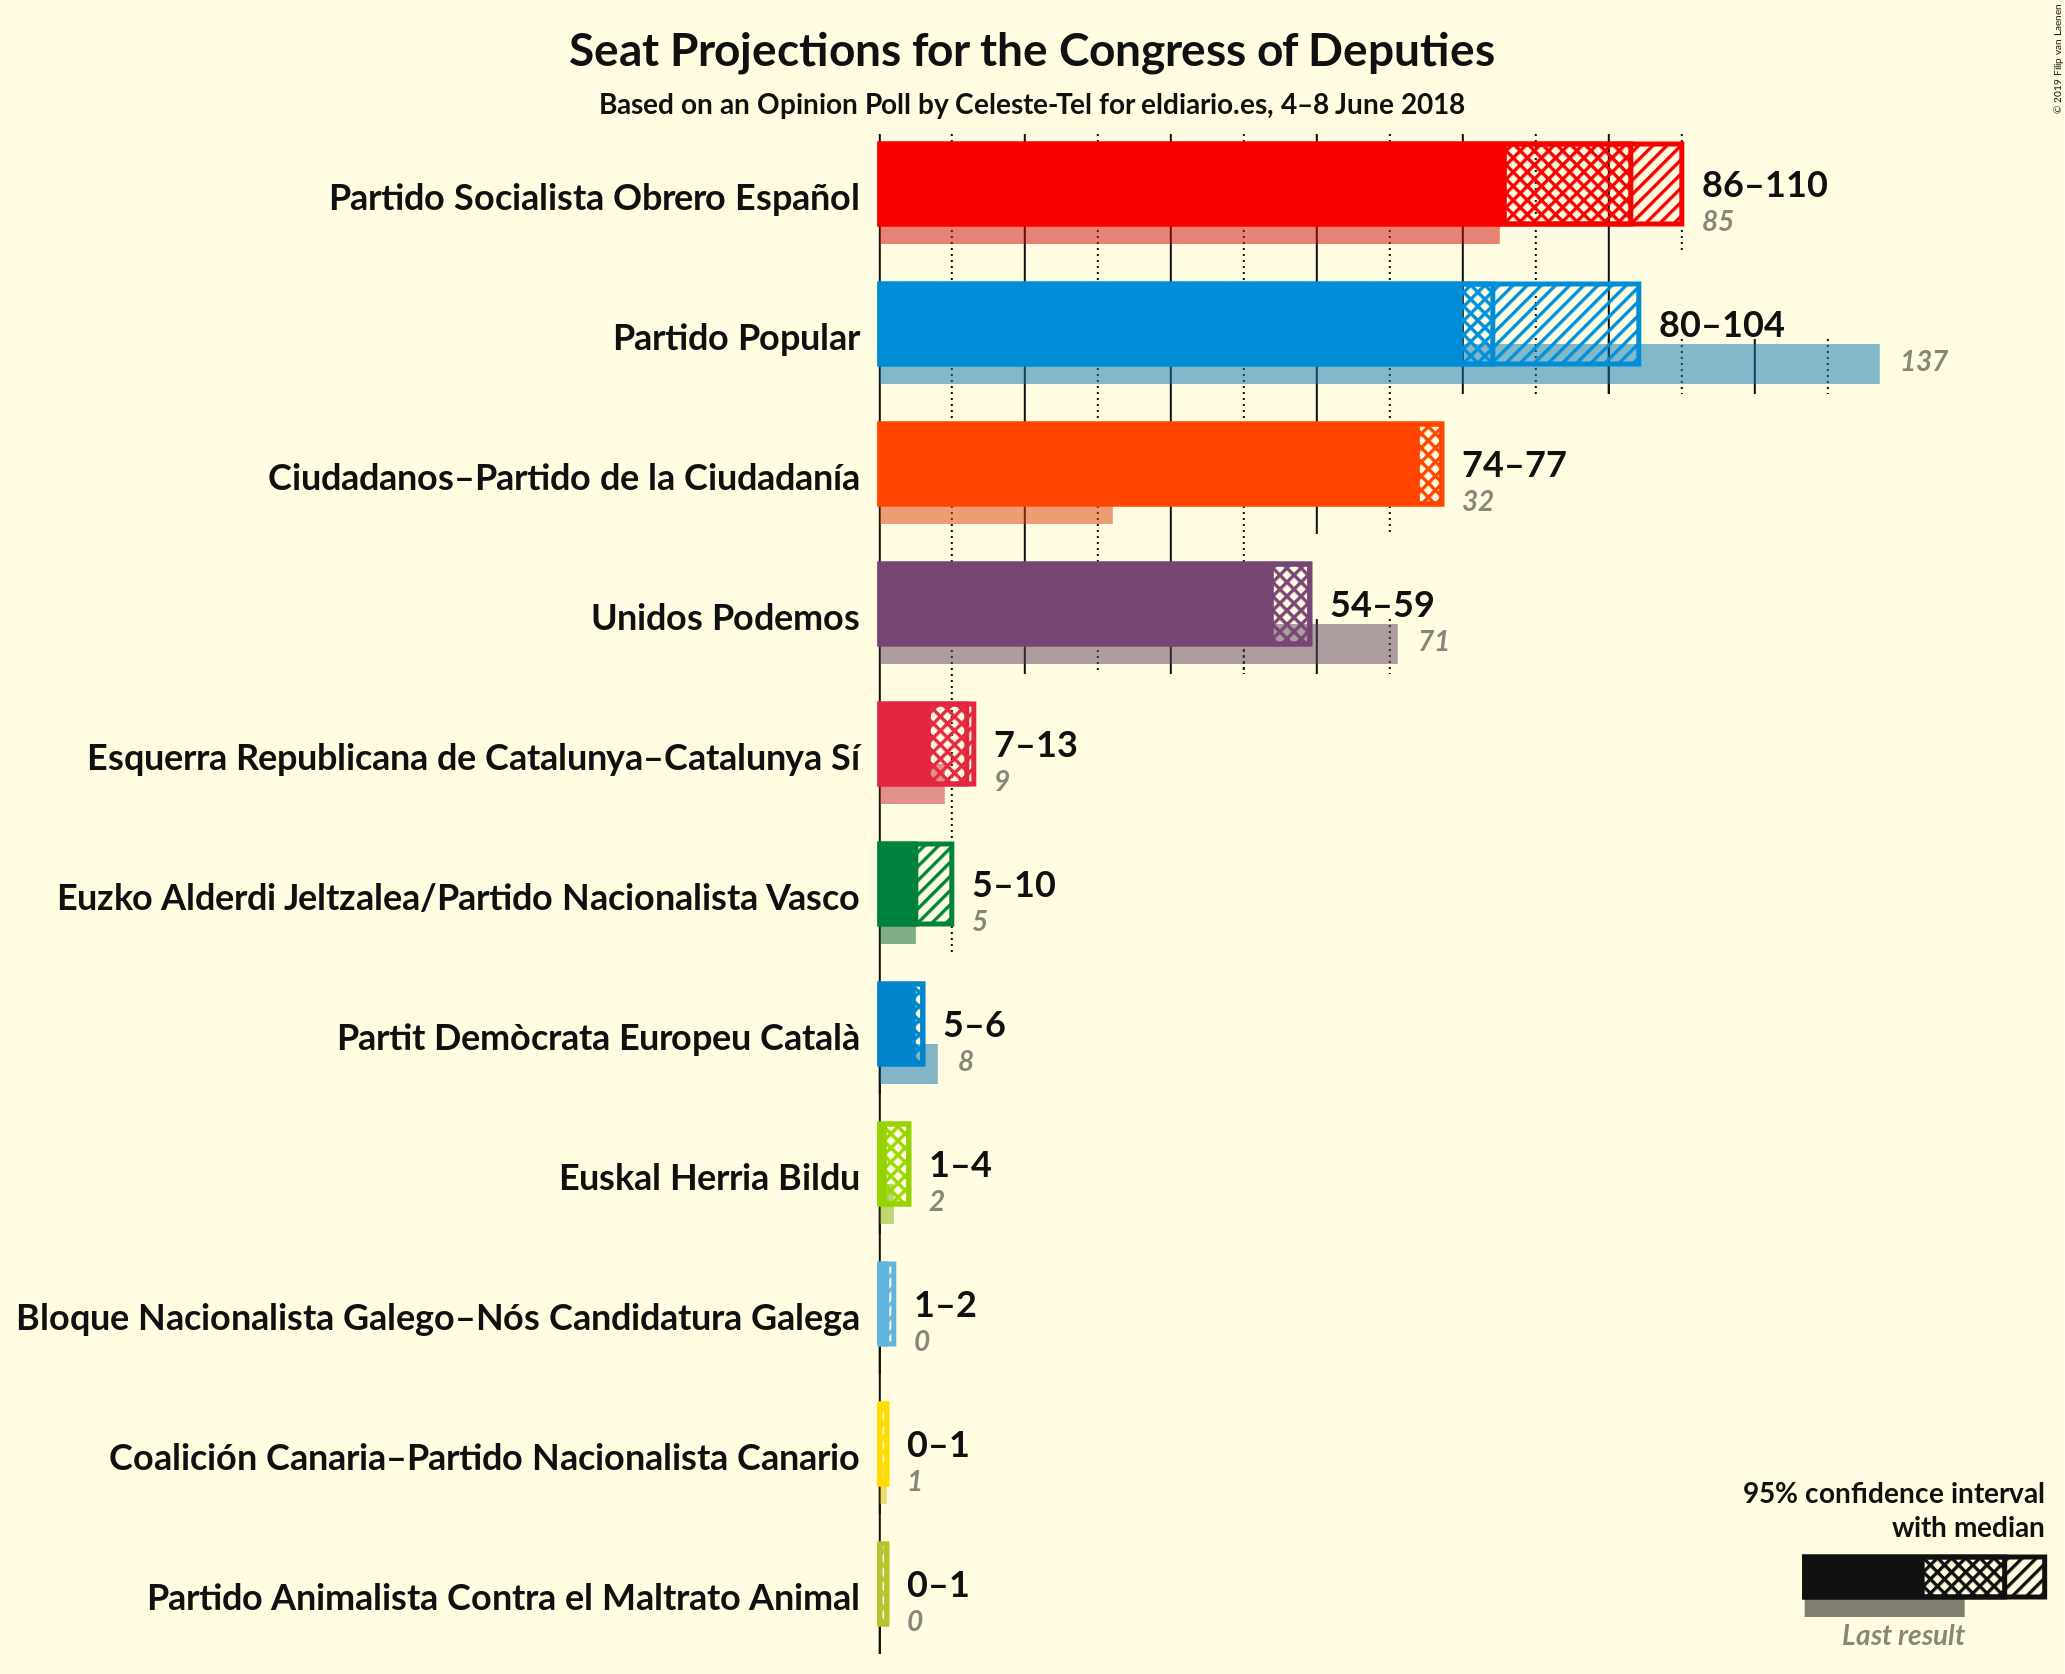 Seat Projections for the Congress of Deputies
Based on an Opinion Poll by Celeste-Tel for eldiario.es, 4–8 June 2018
© 2019 Filip van Laenen
Partido Socialista Obrero Español
86–110
85
Partido Popular
80–104
137
Ciudadanos–Partido de la Ciudadanía
74–77
32
Unidos Podemos
54–59
71
Esquerra Republicana de Catalunya–Catalunya Sí
7–13
9
Euzko Alderdi Jeltzalea/Partido Nacionalista Vasco
5–10
5
Partit Demòcrata Europeu Català
5–6
8
Euskal Herria Bildu
1–4
2
Bloque Nacionalista Galego–Nós Candidatura Galega
1–2
0
Coalición Canaria–Partido Nacionalista Canario
0–1
1
Partido Animalista Contra el Maltrato Animal
0–1
0
95% confidence interval
with median
Last result